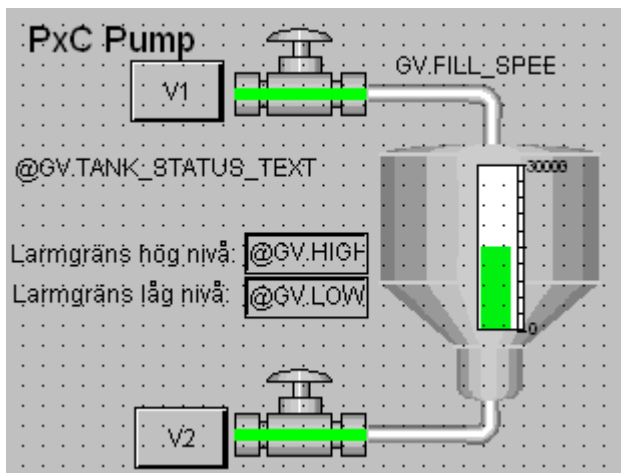 PxC Pump
V1
GV.FILL_SPEE
@GV.TANK_STATUS_TEXT
30000
Larmgräns hög nivå: @GV.HIGH
Larmgräns låg nivå: @GV.LOW
0
V2